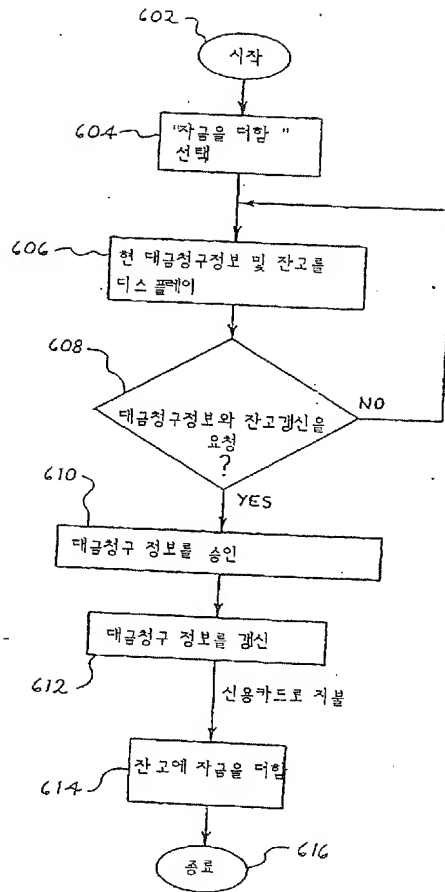 602
시작
604
"자금을 더함"
선택
606
현 대금청구정보 및 잔고를
디스플레이
608
대금청구정보와 잔고갱신을
요청
?
NO
YES
610
대금청구 정보를 승인
대금청구 정보를 갱신
612
신용카드로 지불
잔고에 자금을 더함
614
종료
616